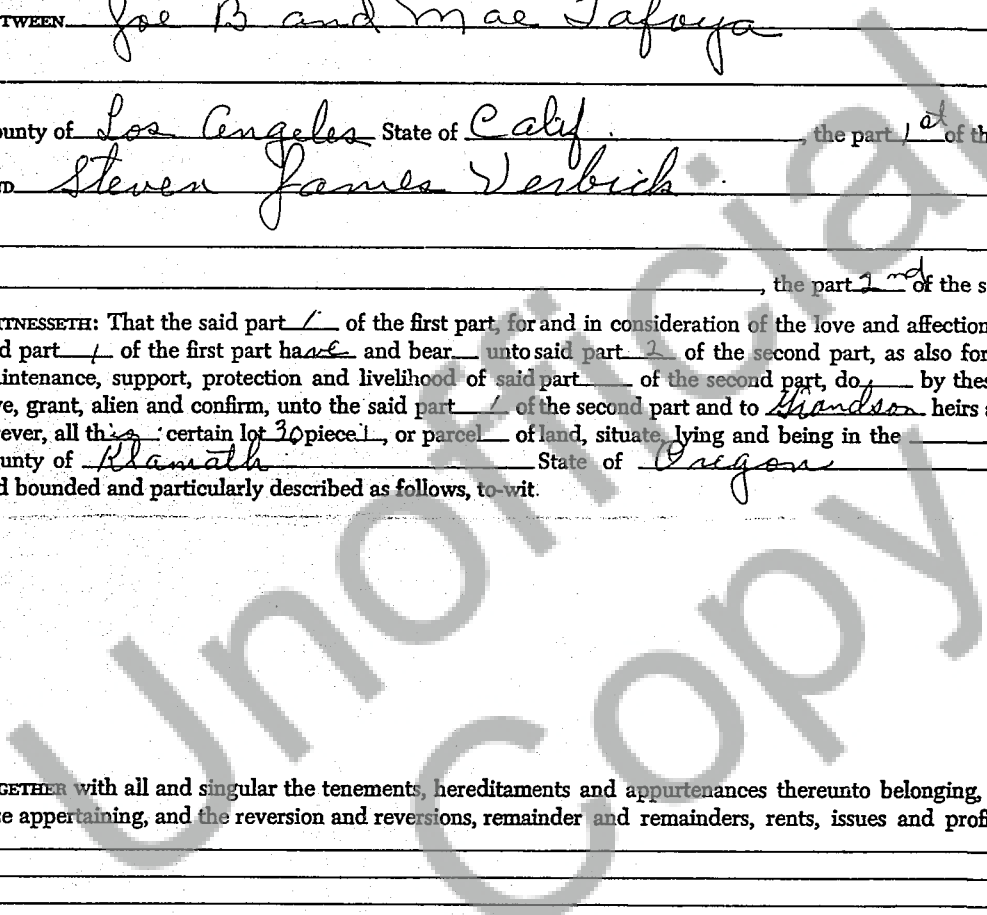 TWEEN Joe B and Mae Tafoya
ounty of Los Angeles State of Calif. , the part 1st of th
D Steven James Verbick
, the part 2nd of the s
TNESSETH: That the said part 1 of the first part, for and in consideration of the love and affection
d part 1 of the first part have and bear unto said part 2 of the second part, as also for
intenance, support, protection and livelihood of said part of the second part, do by thes
e, grant, alien and confirm, unto the said part of the second part and to Grandson heirs a
ever, all this certain lot 30 piece1, or parcel of land, situate, lying and being in the
unty of Klamath State of Oregon
d bounded and particularly described as follows, to-wit.
GETHER with all and singular the tenements, hereditaments and appurtenances thereunto belonging,
e appertaining, and the reversion and reversions, remainder and remainders, rents, issues and profi
Unofficial
Copy